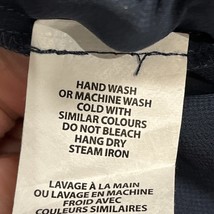 HAND WASH
OR MACHINE WASH
COLD WITH
SIMILAR COLOURS
DO NOT BLEACH
HANG DRY
STEAM IRON
LAVAGE À LA MAIN
OU LAVAGE EN MACHINE
FROID AVEC
COULEURS SIMILAIRES